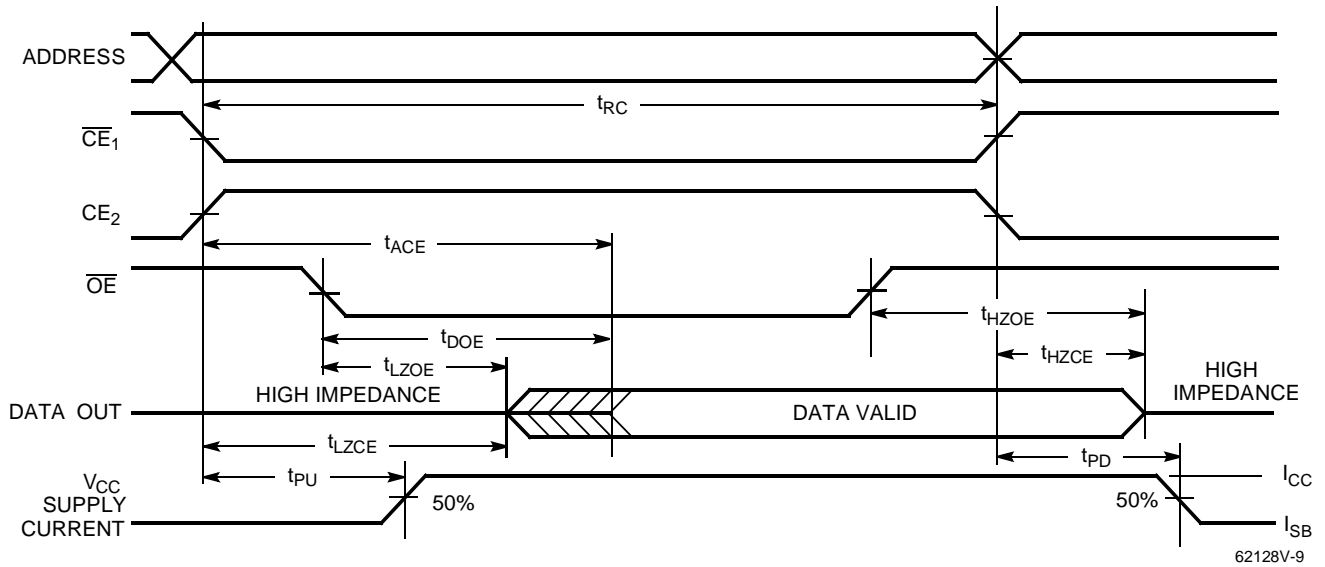 ADDRESS
tRC
CE1
CE2
tACE
OE
tHZOE
tDOE
tHZCE
tLZOE
HIGH IMPEDANCE
HIGH
IMPEDANCE
DATA OUT
DATA VALID
tLZCE
tPD
tPU
VCC
SUPPLY
CURRENT
50%
50%
ICC
ISB
62128V-9